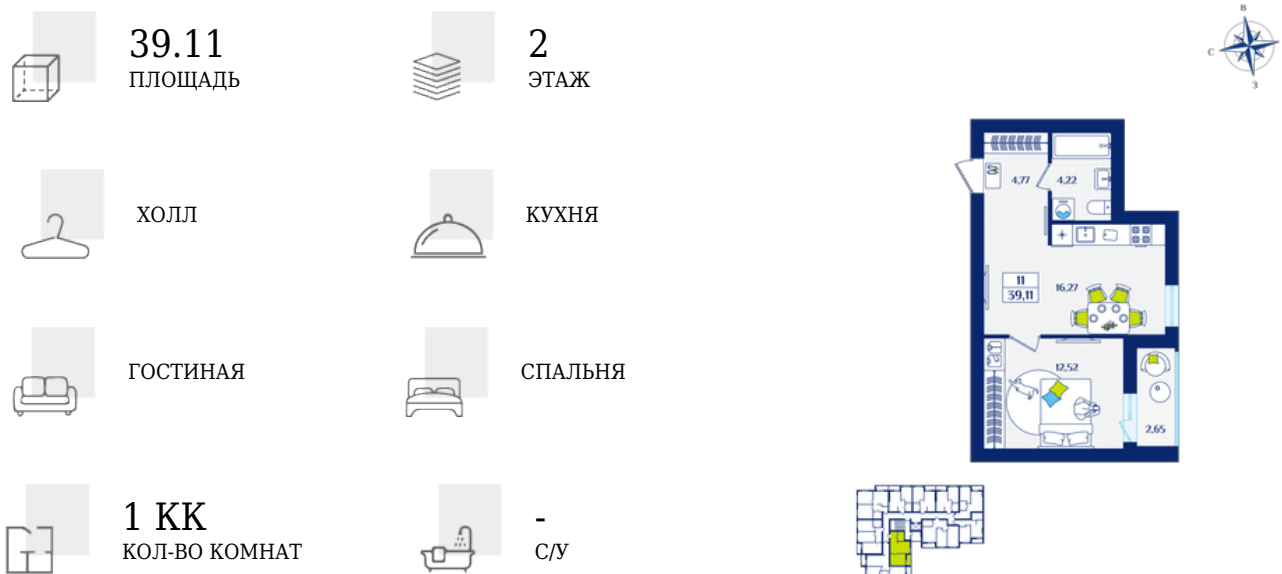 39.11
ПЛОЩАДЬ
2
ЭТАЖ
ХОЛЛ
КУХНЯ
ГОСТИНАЯ
СПАЛЬНЯ
1 КК
КОЛ-ВО КОМНАТ
-
С/У
В
С
З
4,77
4,22
11
39,11
16,27
12,52
2,65